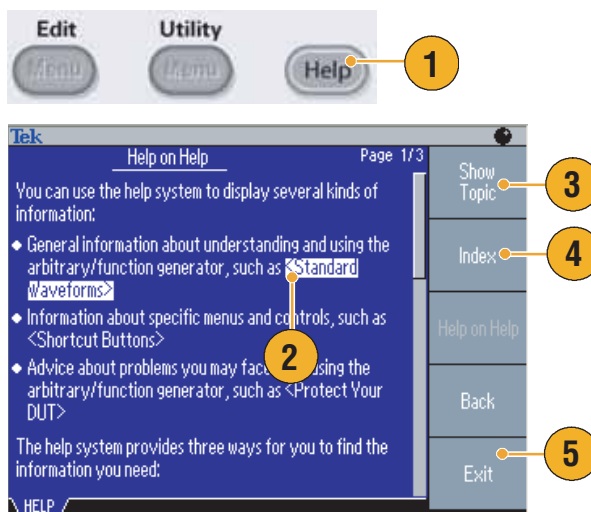 Edit Utility
Menu Menu Help 1
Tek
Help on Help Page 1/3
You can use the help system to display several kinds of
information:
◆ General information about understanding and using the
arbitrary/function generator, such as <Standard
Waveforms>
◆ Information about specific menus and controls, such as
<Shortcut Buttons>
2
◆ Advice about problems you may fac using the
arbitrary/function generator, such as <Protect Your
DUT>
The help system provides three ways for you to find the
information you need:
HELP
Show
Topic
3
Index
4
Help on Help
Back
Exit
5